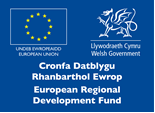 UNDEB EWROPEAIDD
EUROPEAN UNION
Llywodraeth Cymru
Welsh Government
Cronfa Datblygu
Rhanbarthol Ewrop
European Regional
Development Fund